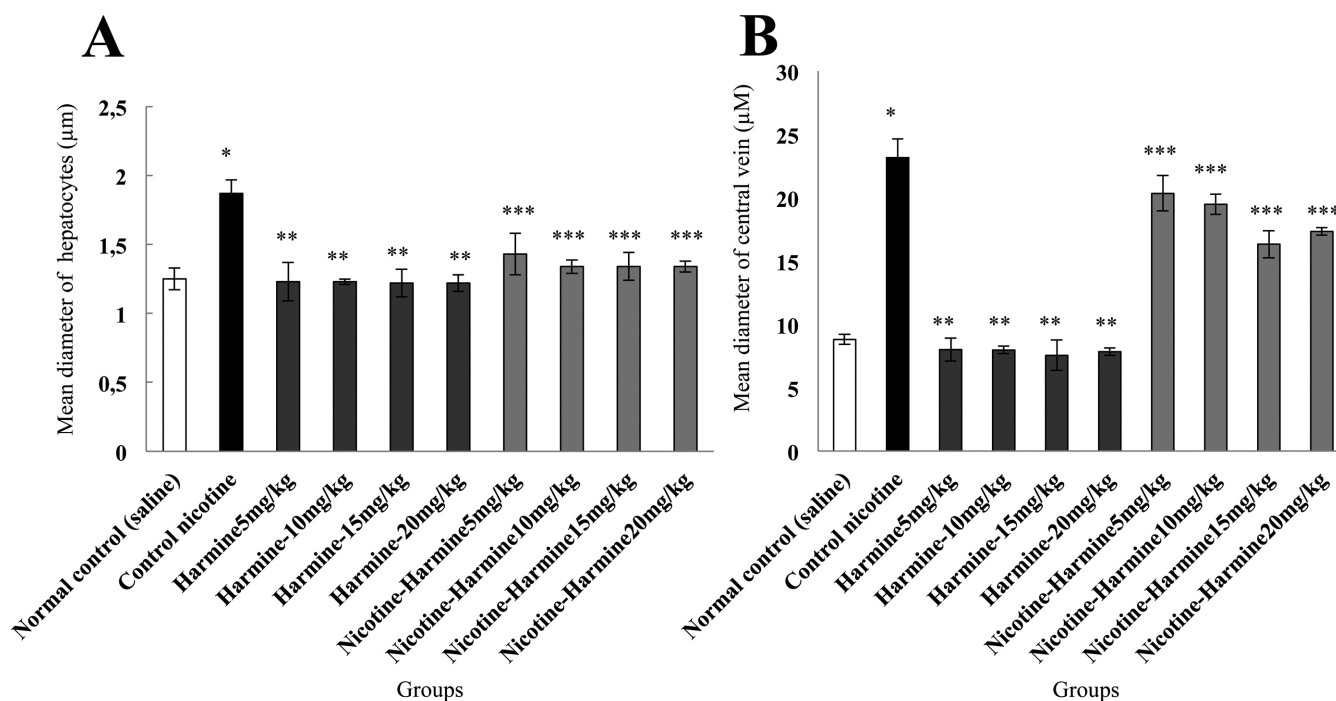 A
Mean diameter of hepatocytes (μm)
2,5
2
1,5
1
0,5
0
*
**
**
**
**
***
***
***
***
Normal control (saline)
Control nicotine
Harmine5mg/kg
Harmine-10mg/kg
Harmine-15mg/kg
Harmine-20mg/kg
Nicotine-Harmine5mg/kg
Nicotine-Harmine10mg/kg
Nicotine-Harmine15mg/kg
Nicotine-Harmine20mg/kg
Groups
B
Mean diameter of central vein (μM)
30
25
20
15
10
5
0
*
**
**
**
**
***
***
***
***
Normal control (saline)
Control nicotine
Harmine5mg/kg
Harmine-10mg/kg
Harmine-15mg/kg
Harmine-20mg/kg
Nicotine-Harmine5mg/kg
Nicotine-Harmine10mg/kg
Nicotine-Harmine15mg/kg
Nicotine-Harmine20mg/kg
Groups